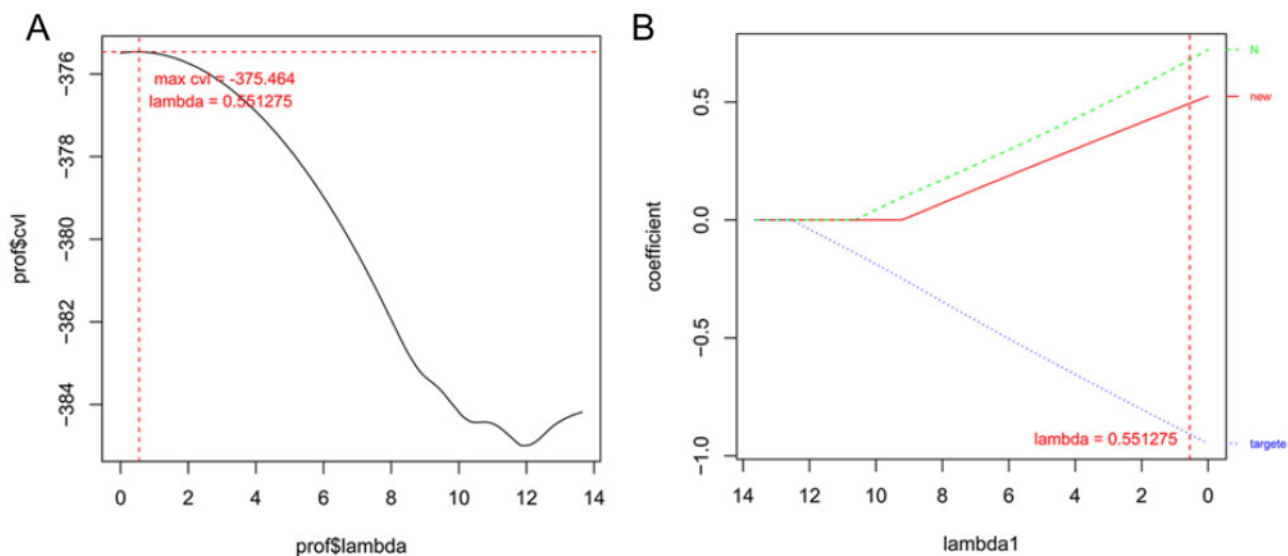 A
-376
-378
-380
-382
-384
prof$cvl
max cvl = -375.464
lambda = 0.551275
0 2 4 6 8 10 12 14
prof$lambda
B
0.5
0.0
-0.5
-1.0
coefficient
N
new
targete
lambda = 0.551275
14 12 10 8 6 4 2 0
lambda1